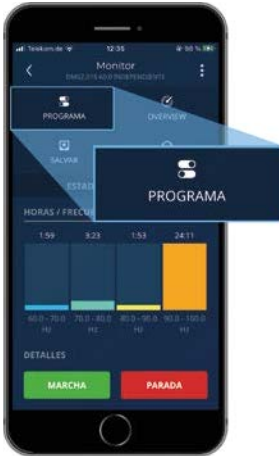 Telekom.de 12:35 90 %
Monitor
PROGRAMA
OVERVIEW
SALVAR
PROGRAMA
ESTAD
HORAS / FRECU
1:59 3:23 1:53 24:11
60.0 - 70.0 70.0 - 80.0 80.0 - 90.0 90.0 - 100.0
Hz Hz Hz Hz
DETALLES
MARCHA PARADA